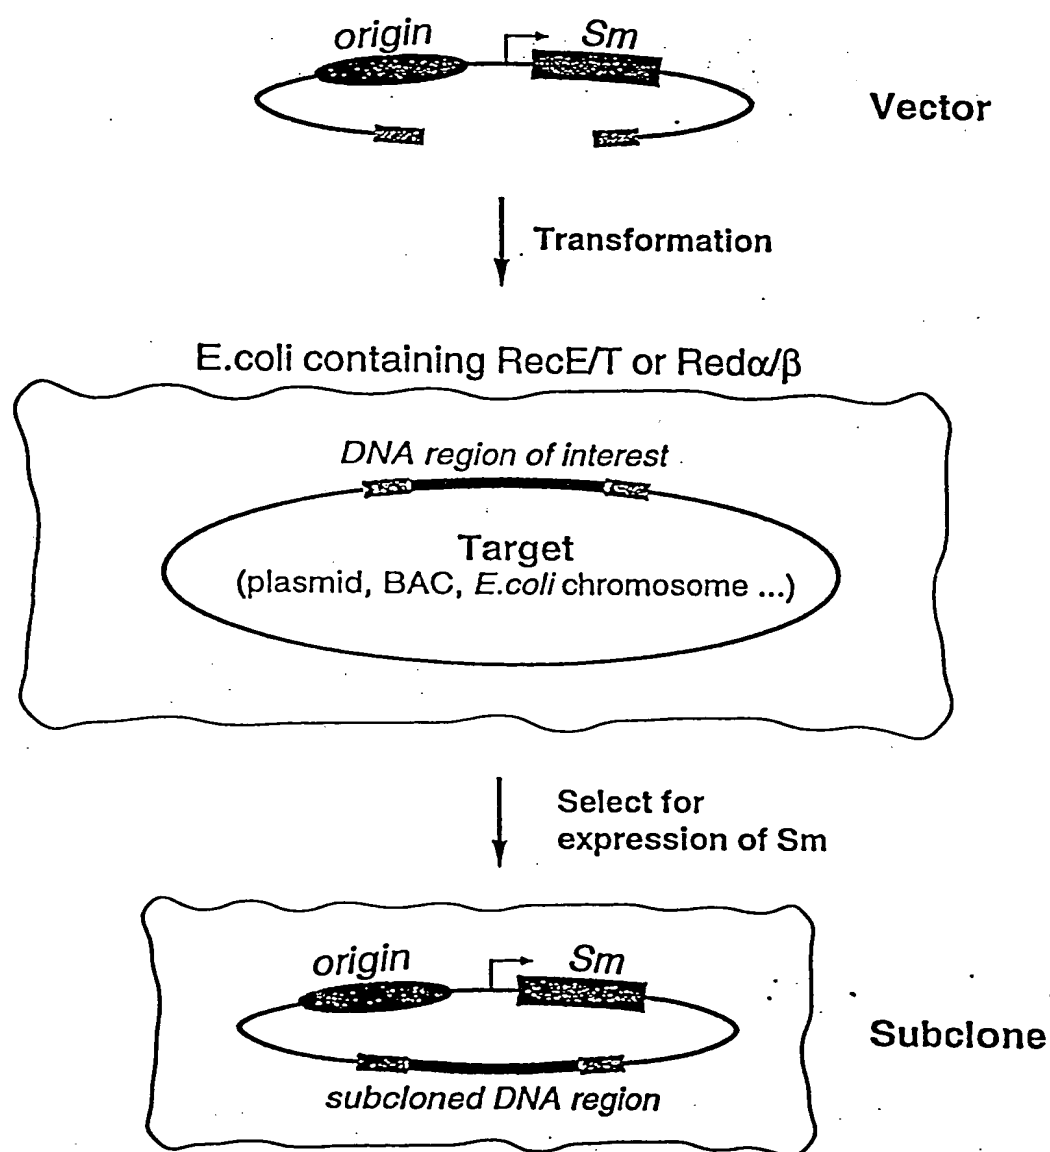 origin
Sm
Vector
Transformation
E.coli containing RecE/T or Redα/β
DNA region of interest
Target
(plasmid, BAC, E.coli chromosome ...)
Select for
expression of Sm
origin
Sm
Subclone
subcloned DNA region